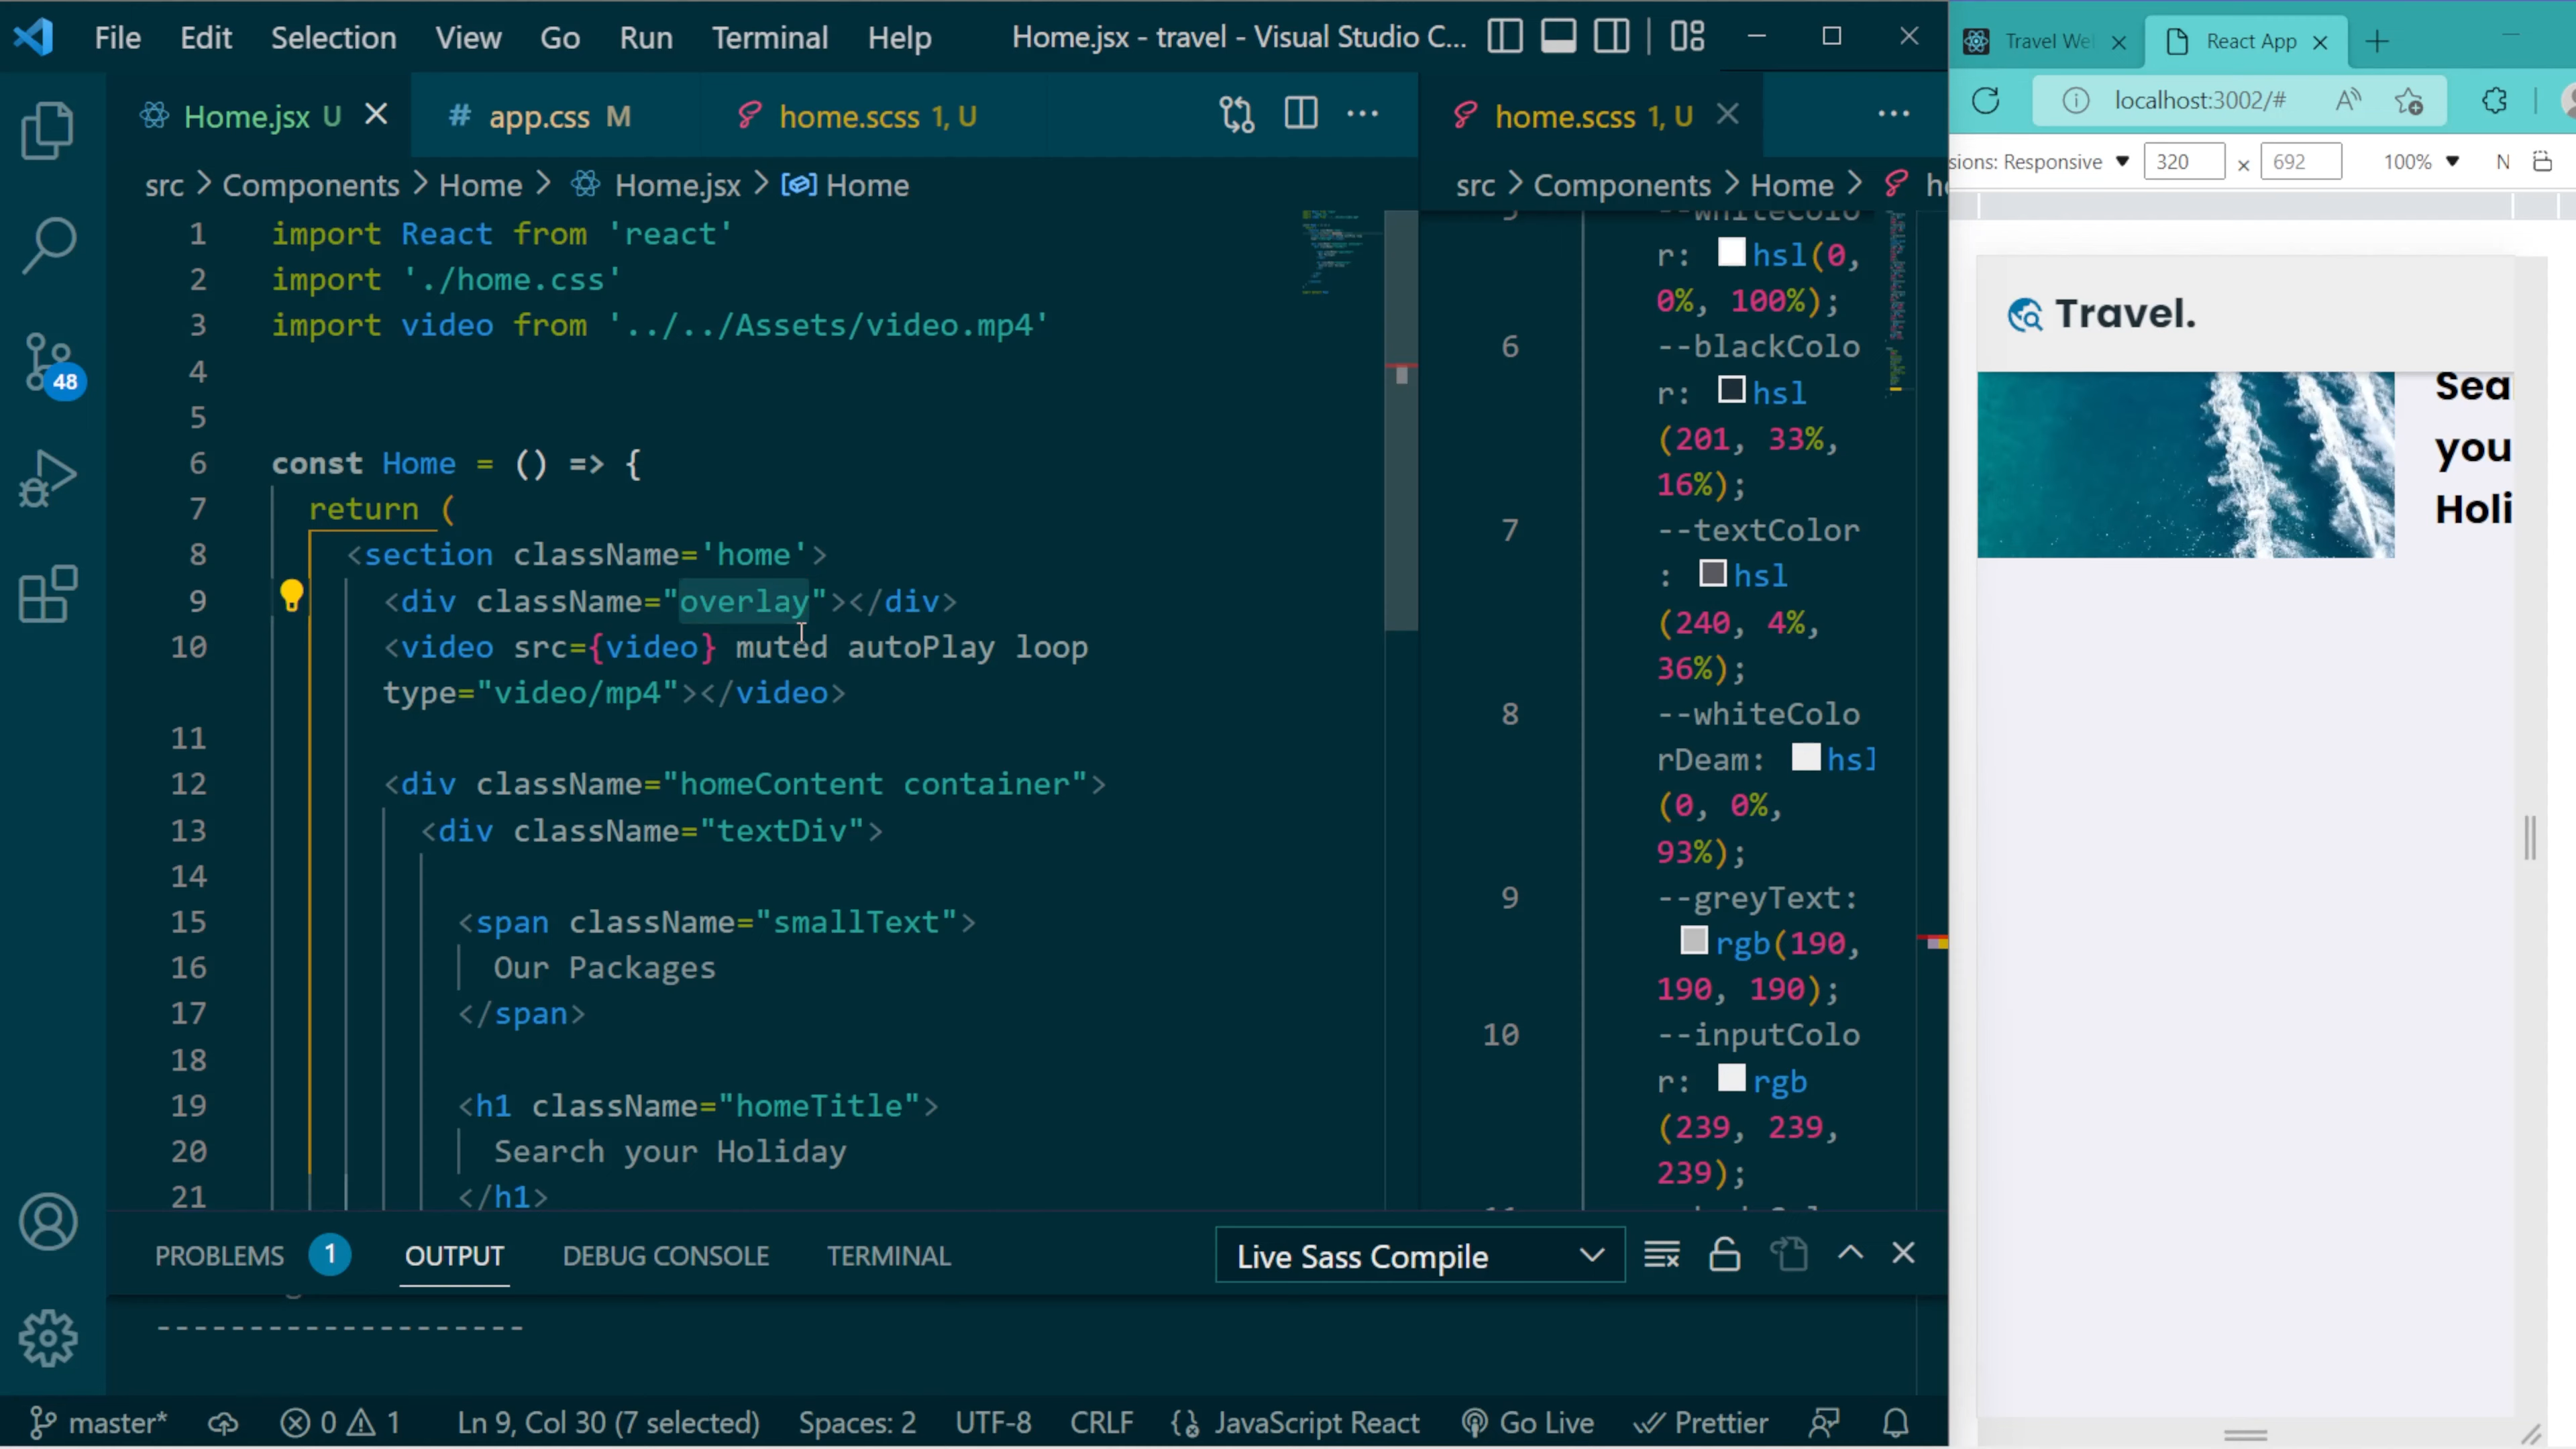 File Edit Selection View Go Run Terminal Help Home.jsx - travel - Visual Studio C...
Home.jsx U
app.css M
home.scss 1, U
src > Components > Home > Home.jsx > Home
1 import React from 'react'
2 import './home.css'
3 import video from '../../Assets/video.mp4'
4
5
6 const Home = () => {
7 return (
8 <section className='home'>
9 <div className="overlay"></div>
10 <video src={video} muted autoPlay loop
type="video/mp4"></video>
11
12 <div className="homeContent container">
13 <div className="textDiv">
14
15 <span className="smallText">
16 Our Packages
17 </span>
18
19 <h1 className="homeTitle">
20 Search your Holiday
21 </h1>
home.scss 1, U
src > Components > Home >
--whiteColo
r: hsl(0,
0%, 100%);
6 --blackColo
r: hsl
(201, 33%,
16%);
7 --textColor
: hsl
(240, 4%,
36%);
8 --whiteColo
rDeam: hsl
(0, 0%,
93%);
9 --greyText:
rgb(190,
190, 190);
10 --inputColo
r: rgb
(239, 239,
239);
PROBLEMS 1 OUTPUT DEBUG CONSOLE TERMINAL Live Sass Compile
--------------------
48
master* 0 1 Ln 9, Col 30 (7 selected) Spaces: 2 UTF-8 CRLF JavaScript React Go Live Prettier
Travel We
React App
localhost:3002/#
sions: Responsive 320 × 692 100% N
Travel.
Sea
you
Holi